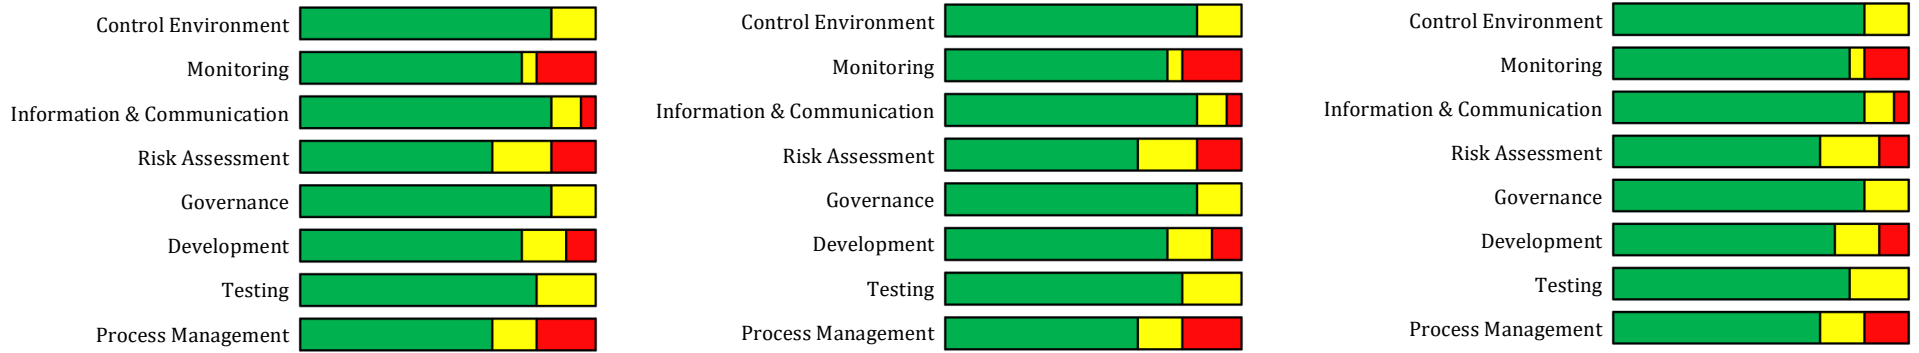 Control Environment
Monitoring
Information & Communication
Risk Assessment
Governance
Development
Testing
Process Management
Control Environment
Monitoring
Information & Communication
Risk Assessment
Governance
Development
Testing
Process Management
Control Environment
Monitoring
Information & Communication
Risk Assessment
Governance
Development
Testing
Process Management